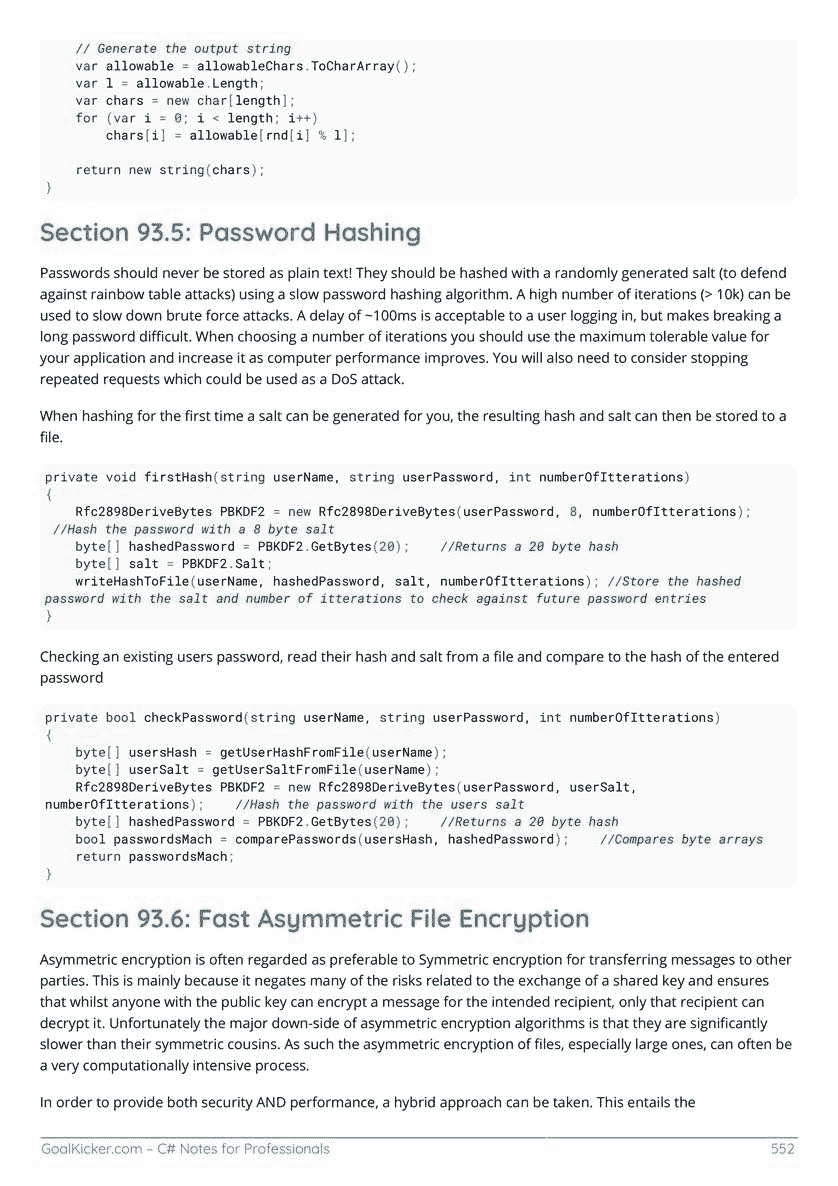 // Generate the output string
var allowable = allowableChars.ToCharArray();
var l = allowable.Length;
var chars = new char[length];
for (var i = 0; i < length; i++)
chars[i] = allowable[rnd[i] % l];
return new string(chars);
}
Section 93.5: Password Hashing
Passwords should never be stored as plain text! They should be hashed with a randomly generated salt (to defend
against rainbow table attacks) using a slow password hashing algorithm. A high number of iterations (> 10k) can be
used to slow down brute force attacks. A delay of ~100ms is acceptable to a user logging in, but makes breaking a
long password difficult. When choosing a number of iterations you should use the maximum tolerable value for
your application and increase it as computer performance improves. You will also need to consider stopping
repeated requests which could be used as a DoS attack.
When hashing for the first time a salt can be generated for you, the resulting hash and salt can then be stored to a
file.
private void firstHash(string userName, string userPassword, int numberOfItterations)
{
Rfc2898DeriveBytes PBKDF2 = new Rfc2898DeriveBytes(userPassword, 8, numberOfItterations);
//Hash the password with a 8 byte salt
byte[] hashedPassword = PBKDF2.GetBytes(20);    //Returns a 20 byte hash
byte[] salt = PBKDF2.Salt;
writeHashToFile(userName, hashedPassword, salt, numberOfItterations); //Store the hashed
password with the salt and number of itterations to check against future password entries
}
Checking an existing users password, read their hash and salt from a file and compare to the hash of the entered
password
private bool checkPassword(string userName, string userPassword, int numberOfItterations)
{
byte[] usersHash = getUserHashFromFile(userName);
byte[] userSalt = getUserSaltFromFile(userName);
Rfc2898DeriveBytes PBKDF2 = new Rfc2898DeriveBytes(userPassword, userSalt,
numberOfItterations);    //Hash the password with the users salt
byte[] hashedPassword = PBKDF2.GetBytes(20);    //Returns a 20 byte hash
bool passwordsMach = comparePasswords(usersHash, hashedPassword);    //Compares byte arrays
return passwordsMach;
}
Section 93.6: Fast Asymmetric File Encryption
Asymmetric encryption is often regarded as preferable to Symmetric encryption for transferring messages to other
parties. This is mainly because it negates many of the risks related to the exchange of a shared key and ensures
that whilst anyone with the public key can encrypt a message for the intended recipient, only that recipient can
decrypt it. Unfortunately the major down-side of asymmetric encryption algorithms is that they are significantly
slower than their symmetric cousins. As such the asymmetric encryption of files, especially large ones, can often be
a very computationally intensive process.
In order to provide both security AND performance, a hybrid approach can be taken. This entails the
GoalKicker.com – C# Notes for Professionals
552